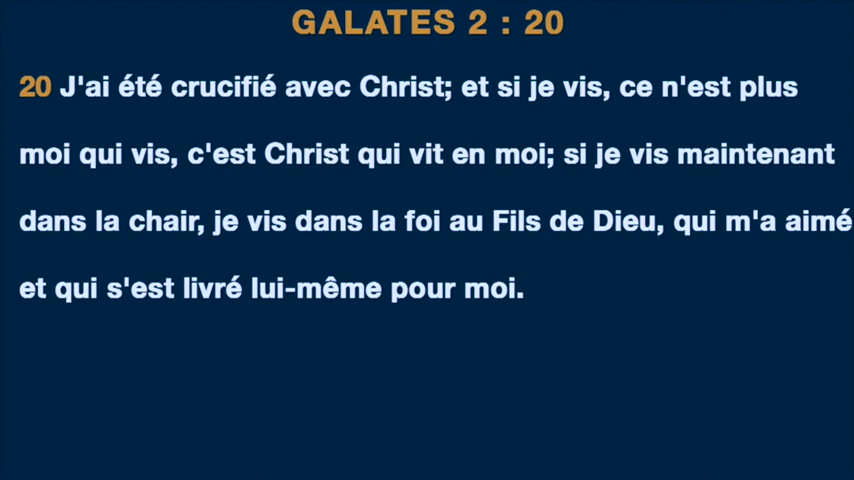 GALATES 2 : 20
20 J'ai été crucifié avec Christ; et si je vis, ce n'est plus
moi qui vis, c'est Christ qui vit en moi; si je vis maintenant
dans la chair, je vis dans la foi au Fils de Dieu, qui m'a aimé
et qui s'est livré lui-même pour moi.